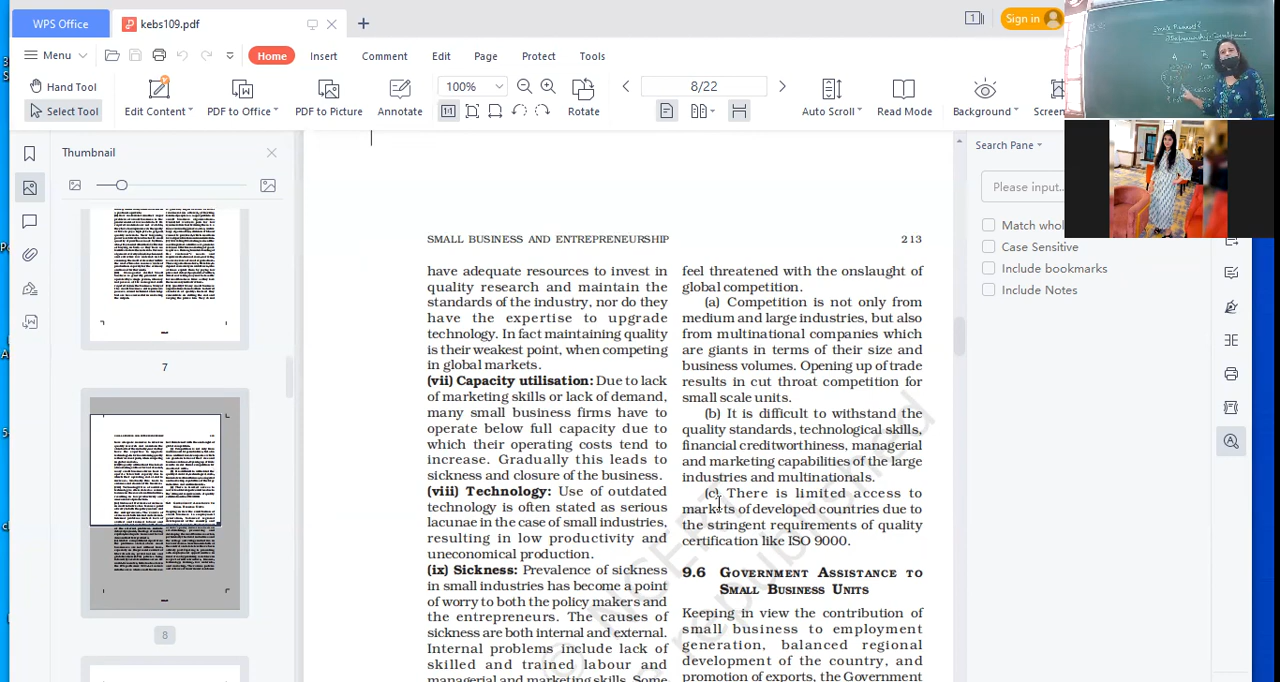 WPS Office
kebs109.pdf
Sign in
Menu
Home
Insert
Comment
Edit
Page
Protect
Tools
Hand Tool
Select Tool
Edit Content
PDF to Office
PDF to Picture
Annotate
100%
Rotate
8/22
Auto Scroll
Read Mode
Background
Screen
Thumbnail
7
8
Search Pane
Please input...
Match whol
Case Sensitive
Include bookmarks
Include Notes
SMALL BUSINESS AND ENTREPRENEURSHIP
213
have adequate resources to invest in
quality research and maintain the
standards of the industry, nor do they
have the expertise to upgrade
technology. In fact maintaining quality
is their weakest point, when competing
in global markets.
(vii) Capacity utilisation: Due to lack
of marketing skills or lack of demand,
many small business firms have to
operate below full capacity due to
which their operating costs tend to
increase. Gradually this leads to
sickness and closure of the business.
(viii) Technology: Use of outdated
technology is often stated as serious
lacunae in the case of small industries,
resulting in low productivity and
uneconomical production.
(ix) Sickness: Prevalence of sickness
in small industries has become a point
of worry to both the policy makers and
the entrepreneurs. The causes of
sickness are both internal and external.
Internal problems include lack of
skilled and trained labour and
managerial and marketing skills. Some
feel threatened with the onslaught of
global competition.
(a) Competition is not only from
medium and large industries, but also
from multinational companies which
are giants in terms of their size and
business volumes. Opening up of trade
results in cut throat competition for
small scale units.
(b) It is difficult to withstand the
quality standards, technological skills,
financial creditworthiness, managerial
and marketing capabilities of the large
industries and multinationals.
(c) There is limited access to
markets of developed countries due to
the stringent requirements of quality
certification like ISO 9000.
9.6 GOVERNMENT ASSISTANCE TO
SMALL BUSINESS UNITS
Keeping in view the contribution of
small business to employment
generation, balanced regional
development of the country, and
promotion of exports, the Government
© NCERT
republished